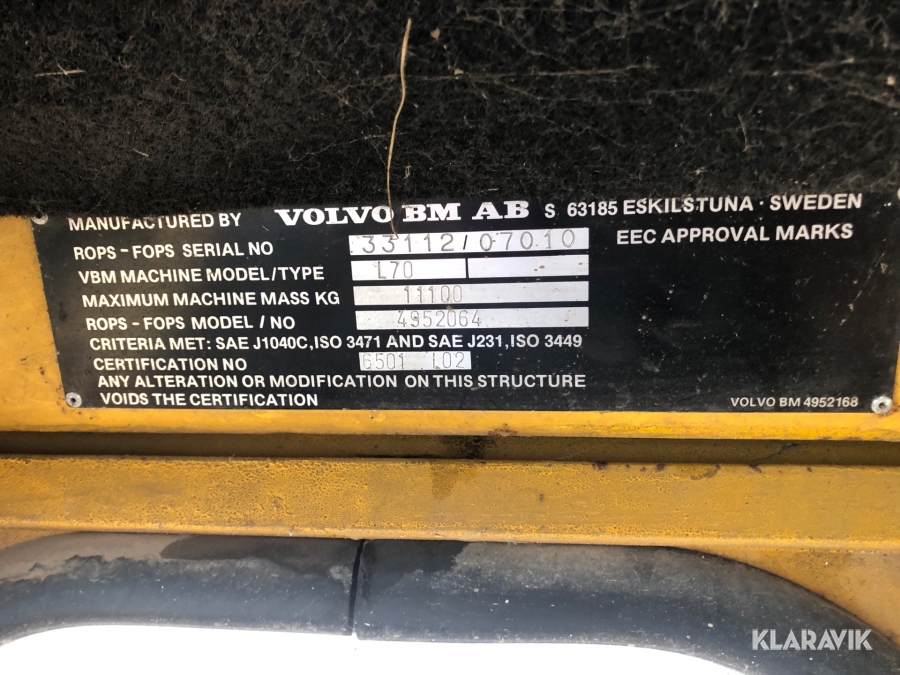 MANUFACTURED BY VOLVO BM AB S 63185 ESKILSTUNA · SWEDEN
ROPS - FOPS SERIAL NO 33112/07010 EEC APPROVAL MARKS
VBM MACHINE MODEL/TYPE L70
MAXIMUM MACHINE MASS KG 11100
ROPS - FOPS MODEL / NO 4952064
CRITERIA MET: SAE J1040C, ISO 3471 AND SAE J231, ISO 3449
CERTIFICATION NO 6501 L02
ANY ALTERATION OR MODIFICATION ON THIS STRUCTURE
VOIDS THE CERTIFICATION
VOLVO BM 4952168
KLARAVIK